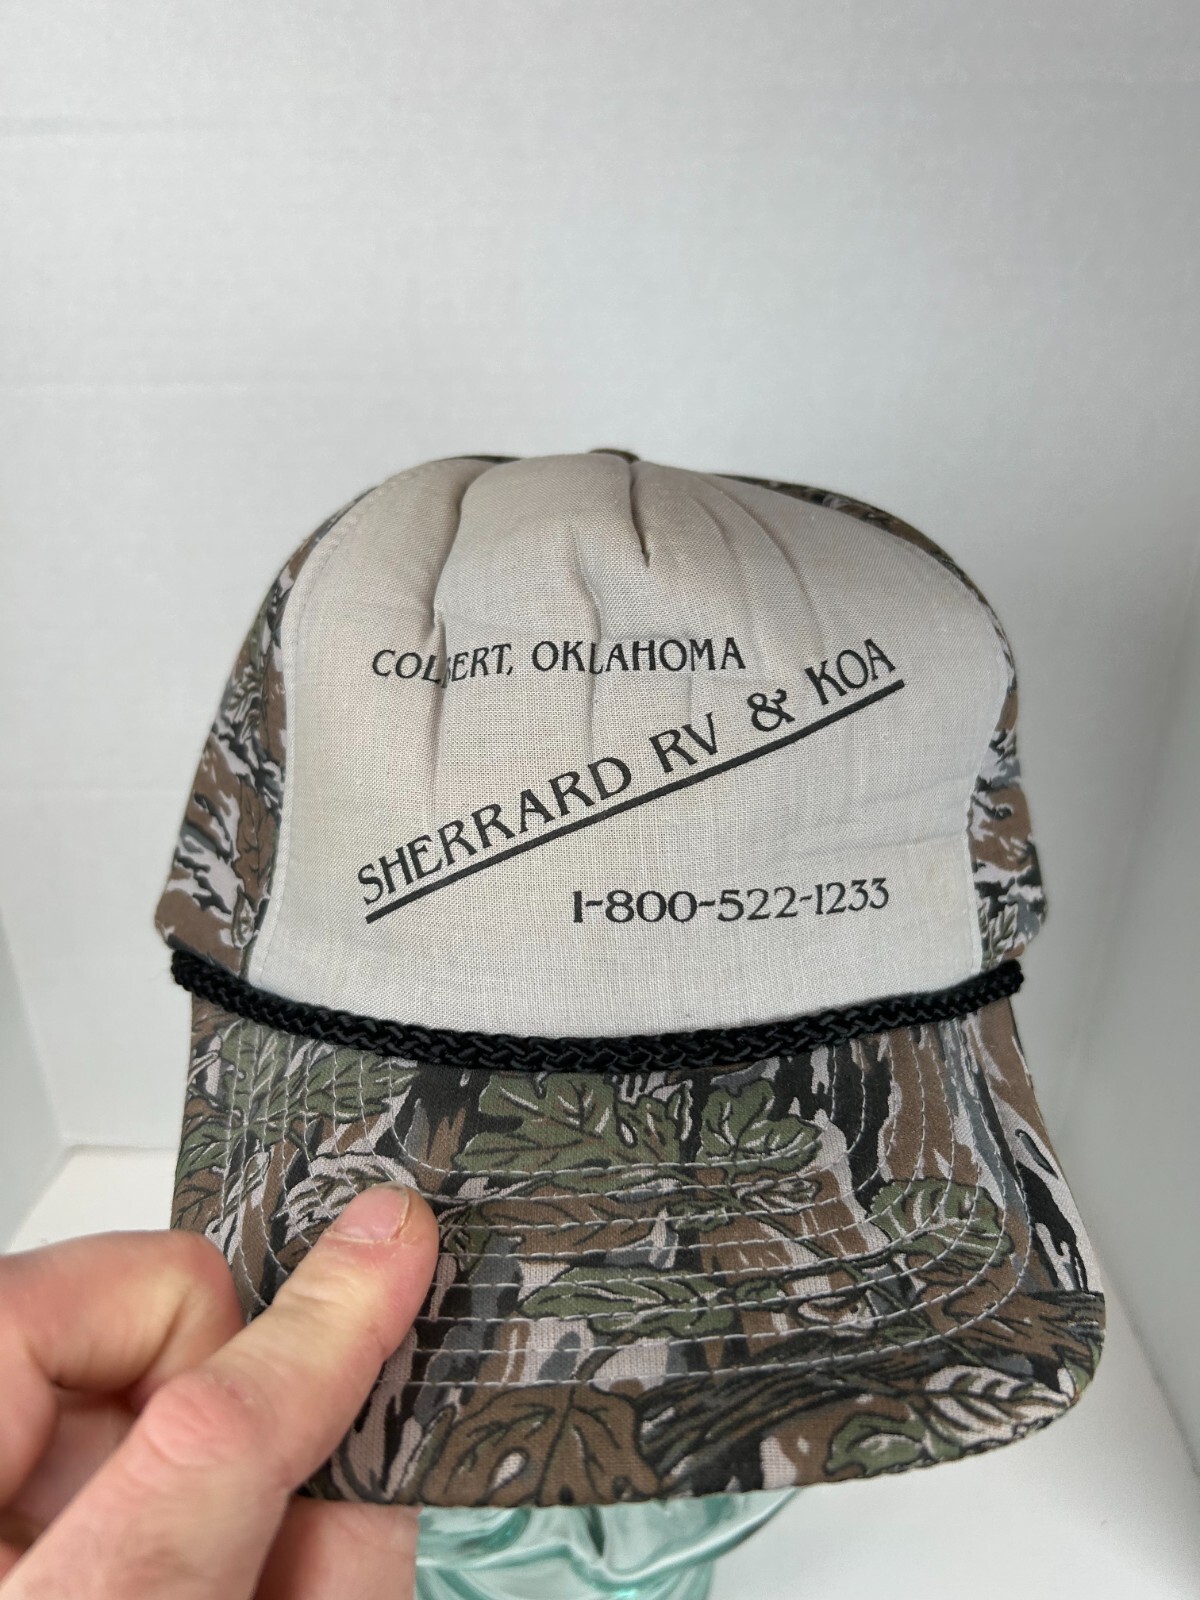 COLBERT, OKLAHOMA
SHERRARD RV & KOA
1-800-522-1233